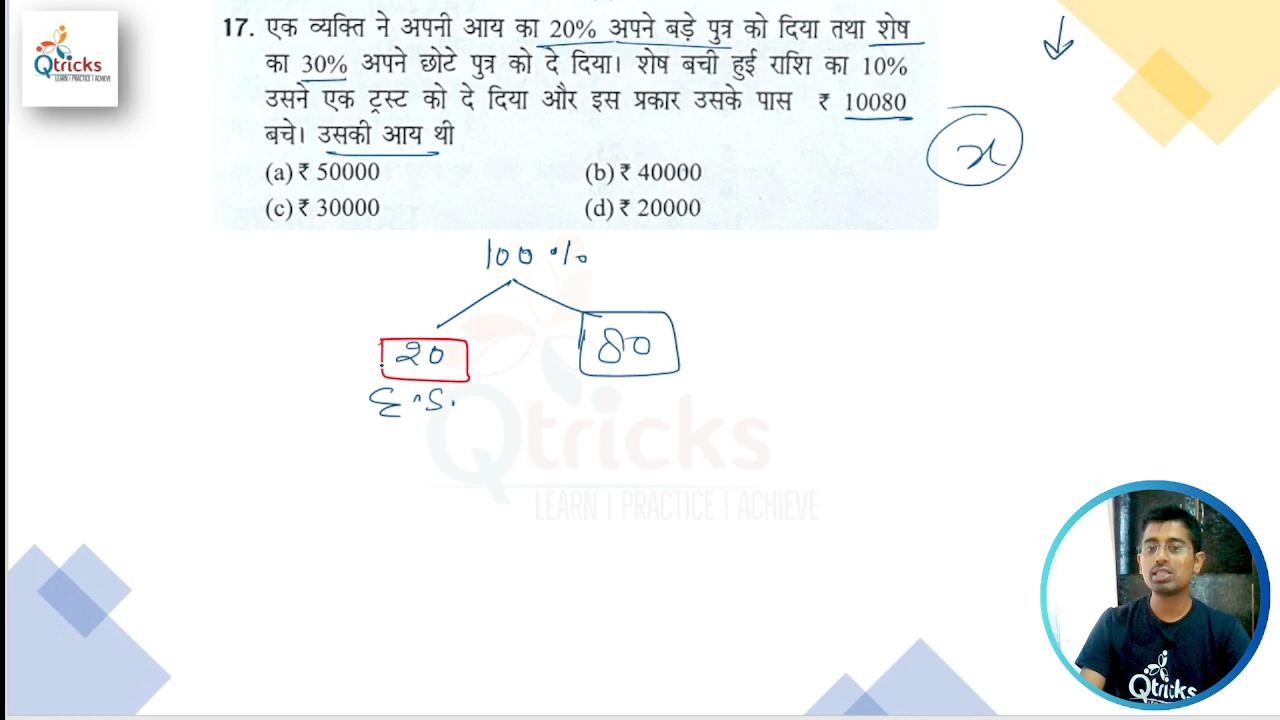 Qtricks
LEARN | PRACTICE | ACHIEVE
17. एक व्यक्ति ने अपनी आय का 20% अपने बड़े पुत्र को दिया तथा शेष
का 30% अपने छोटे पुत्र को दे दिया। शेष बची हुई राशि का 10%
उसने एक ट्रस्ट को दे दिया और इस प्रकार उसके पास ₹ 10080
बचे। उसकी आय थी
(a) ₹ 50000 (b) ₹ 40000
(c) ₹ 30000 (d) ₹ 20000
x
100 %
20 80
E.S.
Qtricks
LEARN | PRACTICE | ACHIEVE
Qtricks